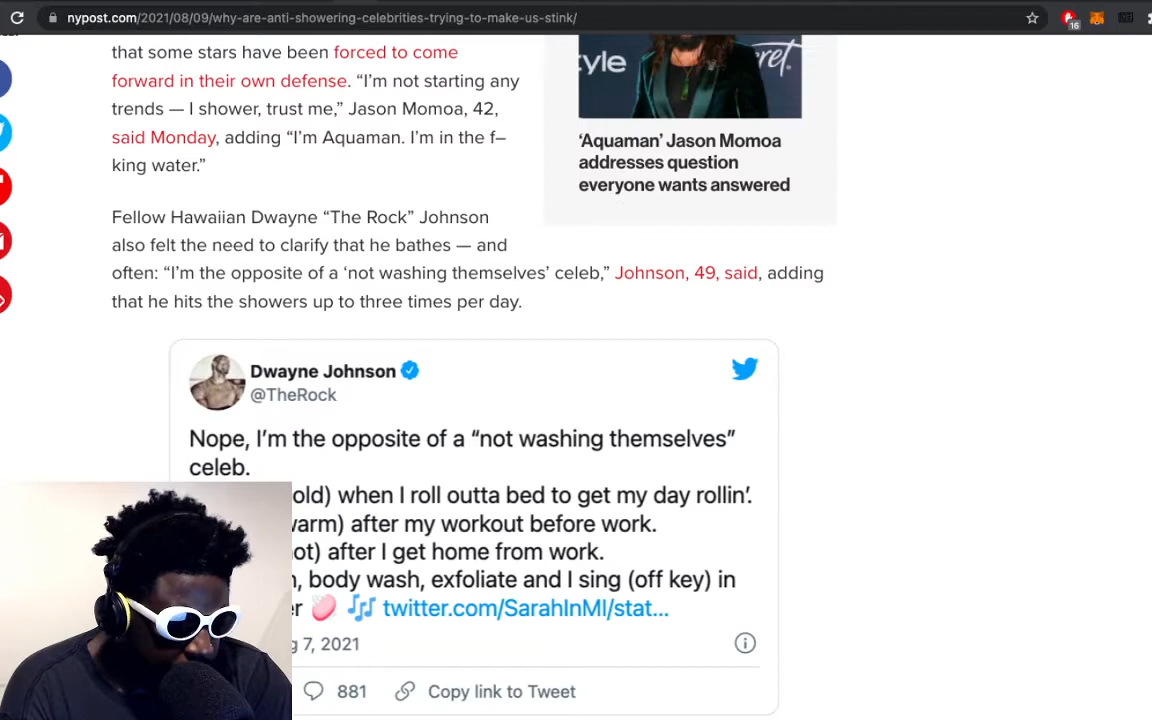 nypost.com/2021/08/09/why-are-anti-showering-celebrities-trying-to-make-us-stink/
16
that some stars have been forced to come
forward in their own defense. “I’m not starting any
trends — I shower, trust me,” Jason Momoa, 42,
said Monday, adding “I’m Aquaman. I’m in the f–
king water.”
yle
ret.
‘Aquaman’ Jason Momoa
addresses question
everyone wants answered
Fellow Hawaiian Dwayne “The Rock” Johnson
also felt the need to clarify that he bathes — and
often: “I’m the opposite of a ‘not washing themselves’ celeb,” Johnson, 49, said, adding
that he hits the showers up to three times per day.
Dwayne Johnson
@TheRock
Nope, I’m the opposite of a “not washing themselves”
celeb.
old) when I roll outta bed to get my day rollin’.
warm) after my workout before work.
ot) after I get home from work.
, body wash, exfoliate and I sing (off key) in
er 🧼 🎶 twitter.com/SarahInMI/stat...
g 7, 2021
881 Copy link to Tweet